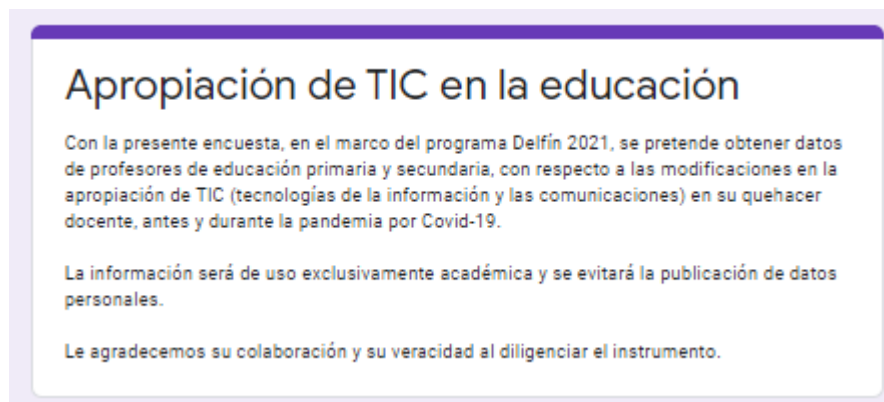 Apropiación de TIC en la educación
Con la presente encuesta, en el marco del programa Delfín 2021, se pretende obtener datos
de profesores de educación primaria y secundaria, con respecto a las modificaciones en la
apropiación de TIC (tecnologías de la información y las comunicaciones) en su quehacer
docente, antes y durante la pandemia por Covid-19.
La información será de uso exclusivamente académica y se evitará la publicación de datos
personales.
Le agradecemos su colaboración y su veracidad al diligenciar el instrumento.